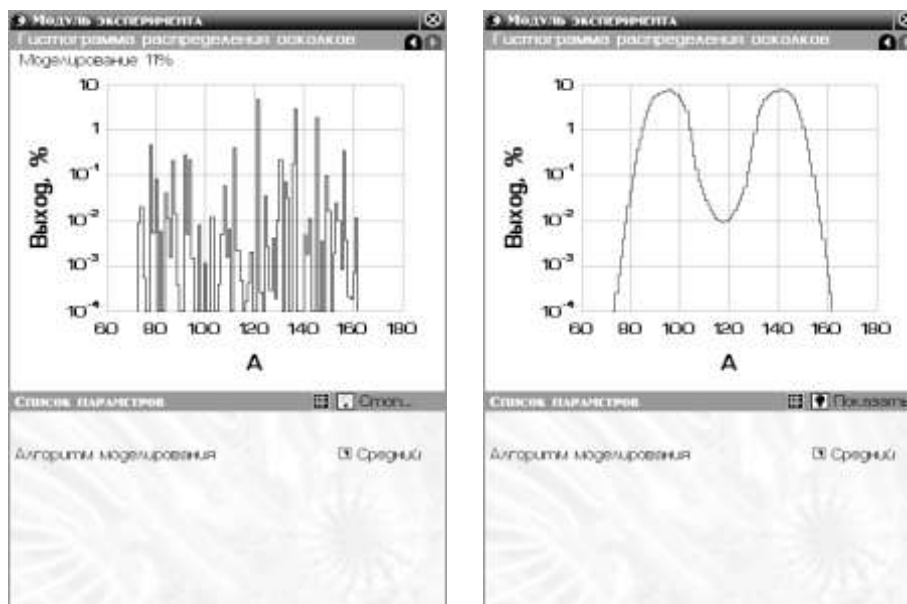 Модуль эксперимента
Гистограмма распределения осколков
Моделирование 11%
Выход, %
10
1
10⁻¹
10⁻²
10⁻³
10⁻⁴
60 80 100 120 140 160 180
A
Список параметров Стоп...
Алгоритм моделирования Средний
Модуль эксперимента
Гистограмма распределения осколков
Выход, %
10
1
10⁻¹
10⁻²
10⁻³
10⁻⁴
60 80 100 120 140 160 180
A
Список параметров Показать
Алгоритм моделирования Средний